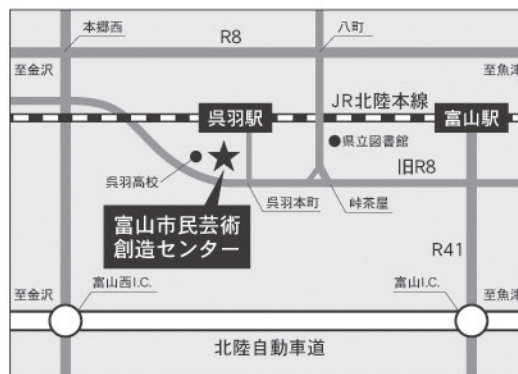 本郷西
R8
八町
至金沢
至魚津
JR北陸本線
呉羽駅
富山駅
県立図書館
呉羽高校
旧R8
呉羽本町
峠茶屋
富山市民芸術
創造センター
R41
至金沢
富山西I.C.
富山I.C.
至魚津
北陸自動車道